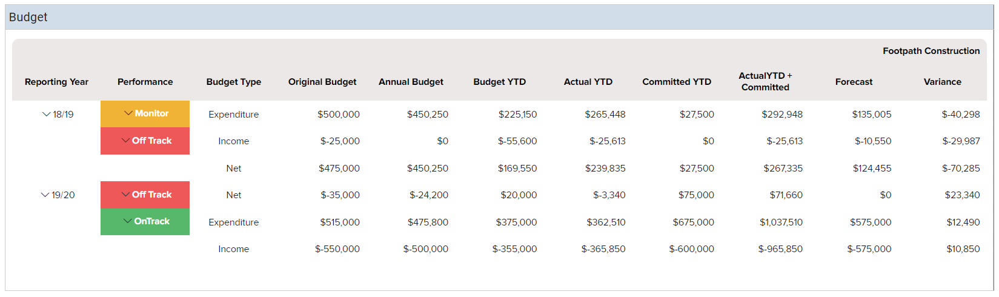 Budget
Footpath Construction
Reporting Year Performance Budget Type Original Budget Annual Budget Budget YTD Actual YTD Committed YTD ActualYTD + Committed Forecast Variance
18/19 Monitor Expenditure $500,000 $450,250 $225,150 $265,448 $27,500 $292,948 $135,005 $-40,298
Off Track Income $-25,000 $0 $-55,600 $-25,613 $0 $-25,613 $-10,550 $-29,987
Net $475,000 $450,250 $169,550 $239,835 $27,500 $267,335 $124,455 $-70,285
19/20 Off Track Net $-35,000 $-24,200 $20,000 $-3,340 $75,000 $71,660 $0 $23,340
OnTrack Expenditure $515,000 $475,800 $375,000 $362,510 $675,000 $1,037,510 $575,000 $12,490
Income $-550,000 $-500,000 $-355,000 $-365,850 $-600,000 $-965,850 $-575,000 $10,850